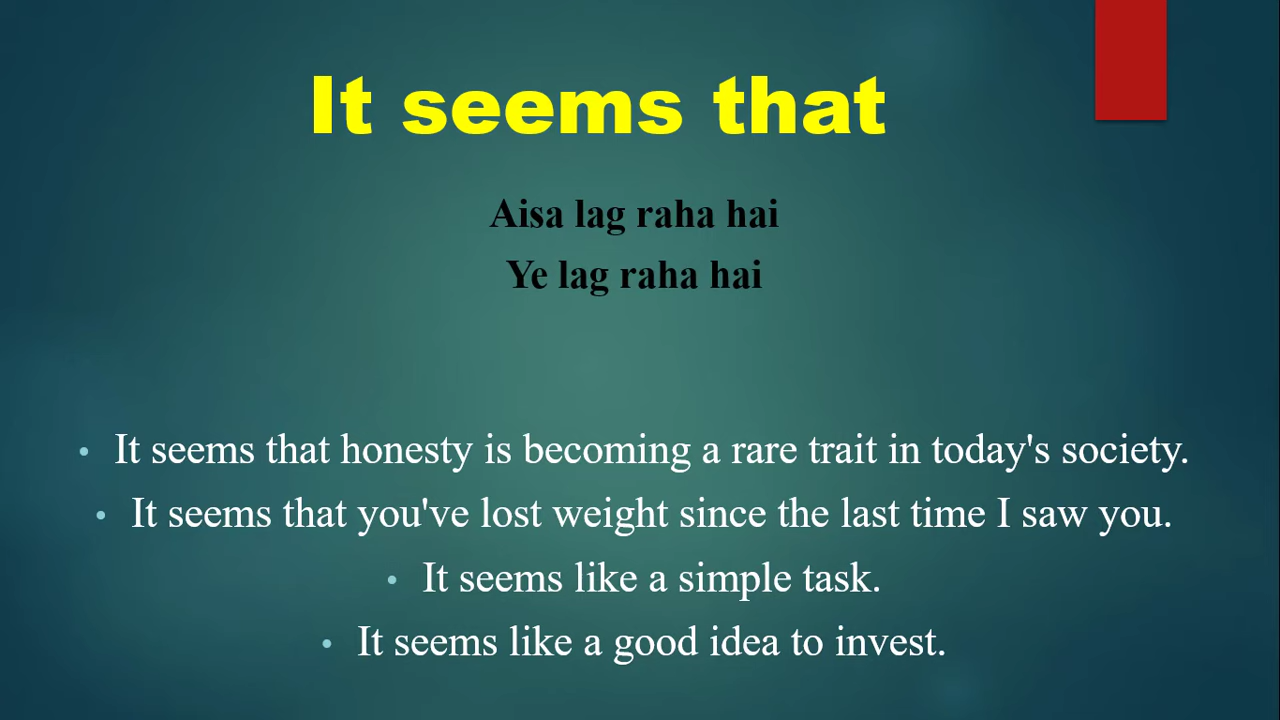 It seems that
Aisa lag raha hai
Ye lag raha hai
• It seems that honesty is becoming a rare trait in today's society.
• It seems that you've lost weight since the last time I saw you.
• It seems like a simple task.
• It seems like a good idea to invest.